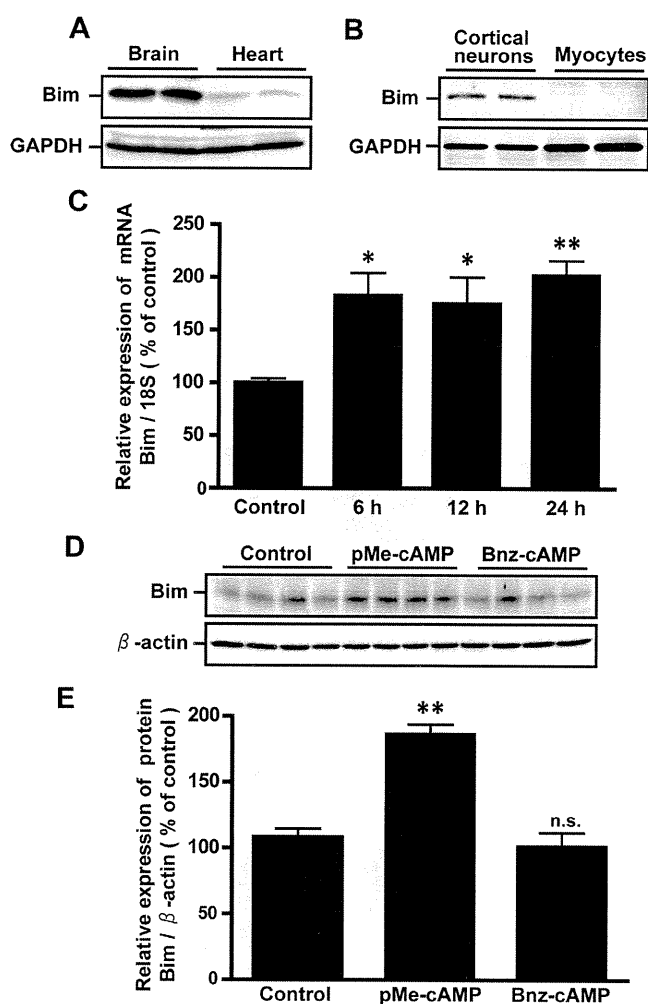 A
Brain Heart
Bim
GAPDH
B
Cortical neurons Myocytes
Bim
GAPDH
C
Relative expression of mRNA
Bim / 18S ( % of control )
250
200
150
100
50
0
* * **
Control 6 h 12 h 24 h
D
Control pMe-cAMP Bnz-cAMP
Bim
β-actin
E
Relative expression of protein
Bim / β-actin ( % of control )
200
150
100
50
0
**
n.s.
Control pMe-cAMP Bnz-cAMP